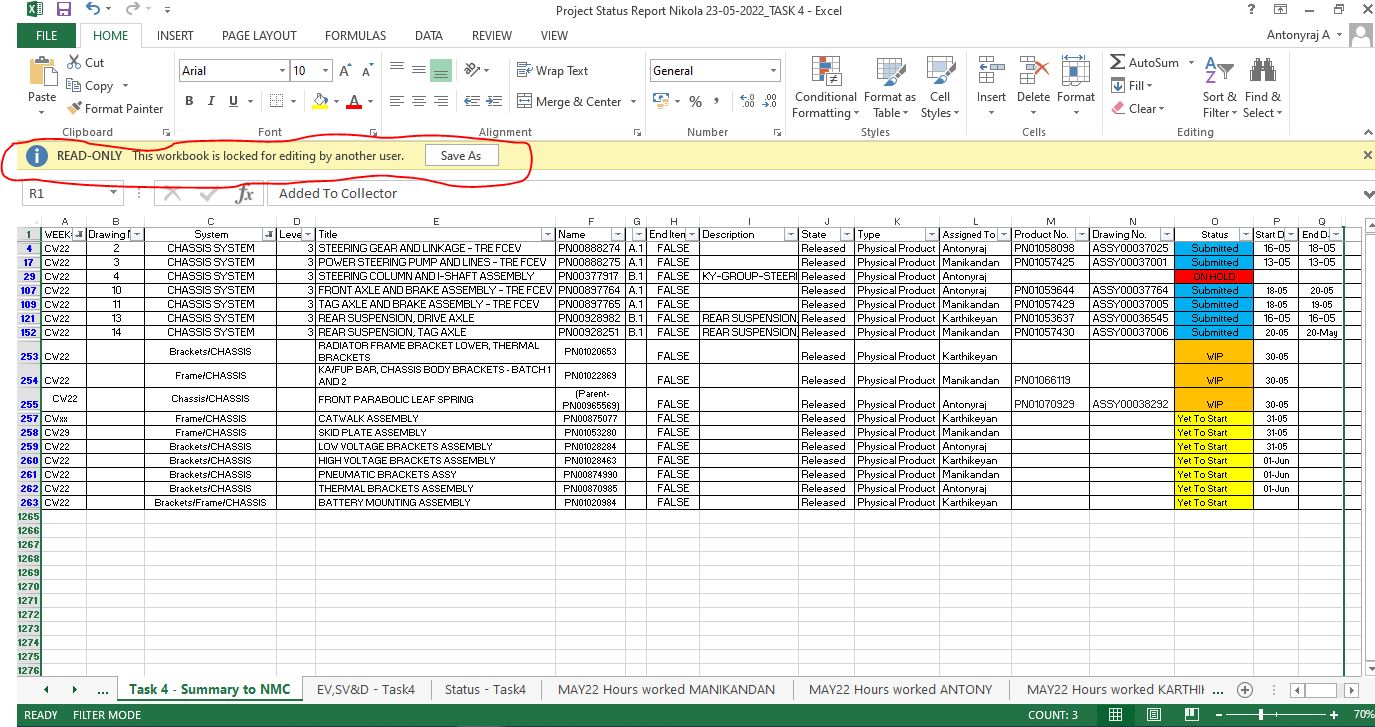 Project Status Report Nikola 23-05-2022_TASK 4 - Excel
FILE HOME INSERT PAGE LAYOUT FORMULAS DATA REVIEW VIEW Antonyraj A
Paste
Cut
Copy
Format Painter
Clipboard
Arial 10
B I U
Font
Wrap Text
Merge & Center
Alignment
General
% ,
Number
Conditional Formatting
Format as Table
Cell Styles
Styles
Insert Delete Format
Cells
AutoSum
Fill
Clear
Sort & Filter
Find & Select
Editing
READ-ONLY This workbook is locked for editing by another user. Save As
R1 fx Added To Collector
A B C D E F G H I J K L M N O P Q
1 WEEK Drawing System Leve Title Name End Item Description State Type Assigned To Product No. Drawing No. Status Start D End D
4 CW22 2 CHASSIS SYSTEM 3 STEERING GEAR AND LINKAGE - TRE FCEV PN00888274 A.1 FALSE Released Physical Product Antonyraj PN01058098 ASSY00037025 Submitted 16-05 18-05
17 CW22 3 CHASSIS SYSTEM 3 POWER STEERING PUMP AND LINES - TRE FCEV PN00888275 A.1 FALSE Released Physical Product Manikandan PN01057425 ASSY00037001 Submitted 13-05 13-05
29 CW22 4 CHASSIS SYSTEM 3 STEERING COLUMN AND I-SHAFT ASSEMBLY PN00377917 B.1 FALSE KY-GROUP-STEERI Released Physical Product Antonyraj ON HOLD
107 CW22 10 CHASSIS SYSTEM 3 FRONT AXLE AND BRAKE ASSEMBLY - TRE FCEV PN00897764 A.1 FALSE Released Physical Product Antonyraj PN01059644 ASSY00037764 Submitted 18-05 20-05
109 CW22 11 CHASSIS SYSTEM 3 TAG AXLE AND BRAKE ASSEMBLY - TRE FCEV PN00897765 A.1 FALSE Released Physical Product Manikandan PN01057429 ASSY00037005 Submitted 18-05 19-05
121 CW22 13 CHASSIS SYSTEM 3 REAR SUSPENSION, DRIVE AXLE PN00928982 B.1 FALSE REAR SUSPENSION, Released Physical Product Karthikeyan PN01053637 ASSY00036545 Submitted 16-05 16-05
152 CW22 14 CHASSIS SYSTEM 3 REAR SUSPENSION, TAG AXLE PN00928251 B.1 FALSE REAR SUSPENSION, Released Physical Product Manikandan PN01057430 ASSY00037006 Submitted 20-05 20-May
253 CW22 Brackets/CHASSIS RADIATOR FRAME BRACKET LOWER, THERMAL BRACKETS PN01020653 FALSE Released Physical Product Karthikeyan WIP 30-05
254 CW22 Frame/CHASSIS KA/FUP BAR, CHASSIS BODY BRACKETS - BATCH 1 AND 2 PN01022869 FALSE Released Physical Product Manikandan PN01066119 WIP 30-05
255 CW22 Chassis/CHASSIS FRONT PARABOLIC LEAF SPRING (Parent-PN00965569) FALSE Released Physical Product Antonyraj PN01070929 ASSY00038292 WIP 30-05
257 CWxx Frame/CHASSIS CATWALK ASSEMBLY PN00875077 FALSE Released Physical Product Karthikeyan Yet To Start 31-05
258 CW29 Frame/CHASSIS SKID PLATE ASSEMBLY PN01053280 FALSE Released Physical Product Manikandan Yet To Start 31-05
259 CW22 Brackets/CHASSIS LOW VOLTAGE BRACKETS ASSEMBLY PN01028284 FALSE Released Physical Product Antonyraj Yet To Start 31-05
260 CW22 Brackets/CHASSIS HIGH VOLTAGE BRACKETS ASSEMBLY PN01028463 FALSE Released Physical Product Karthikeyan Yet To Start 01-Jun
261 CW22 Brackets/CHASSIS PNEUMATIC BRACKETS ASSY PN00874990 FALSE Released Physical Product Manikandan Yet To Start 01-Jun
262 CW22 Brackets/CHASSIS THERMAL BRACKETS ASSEMBLY PN00870985 FALSE Released Physical Product Antonyraj Yet To Start 01-Jun
263 CW22 Brackets/Frame/CHASSIS BATTERY MOUNTING ASSEMBLY PN01020984 FALSE Released Physical Product Karthikeyan Yet To Start
1265
1266
1267
1268
1269
1270
1271
1272
1273
1274
1275
1276
... Task 4 - Summary to NMC EV,SV&D - Task4 Status - Task4 MAY22 Hours worked MANIKANDAN MAY22 Hours worked ANTONY MAY22 Hours worked KARTHI ...
READY FILTER MODE COUNT: 3 70%